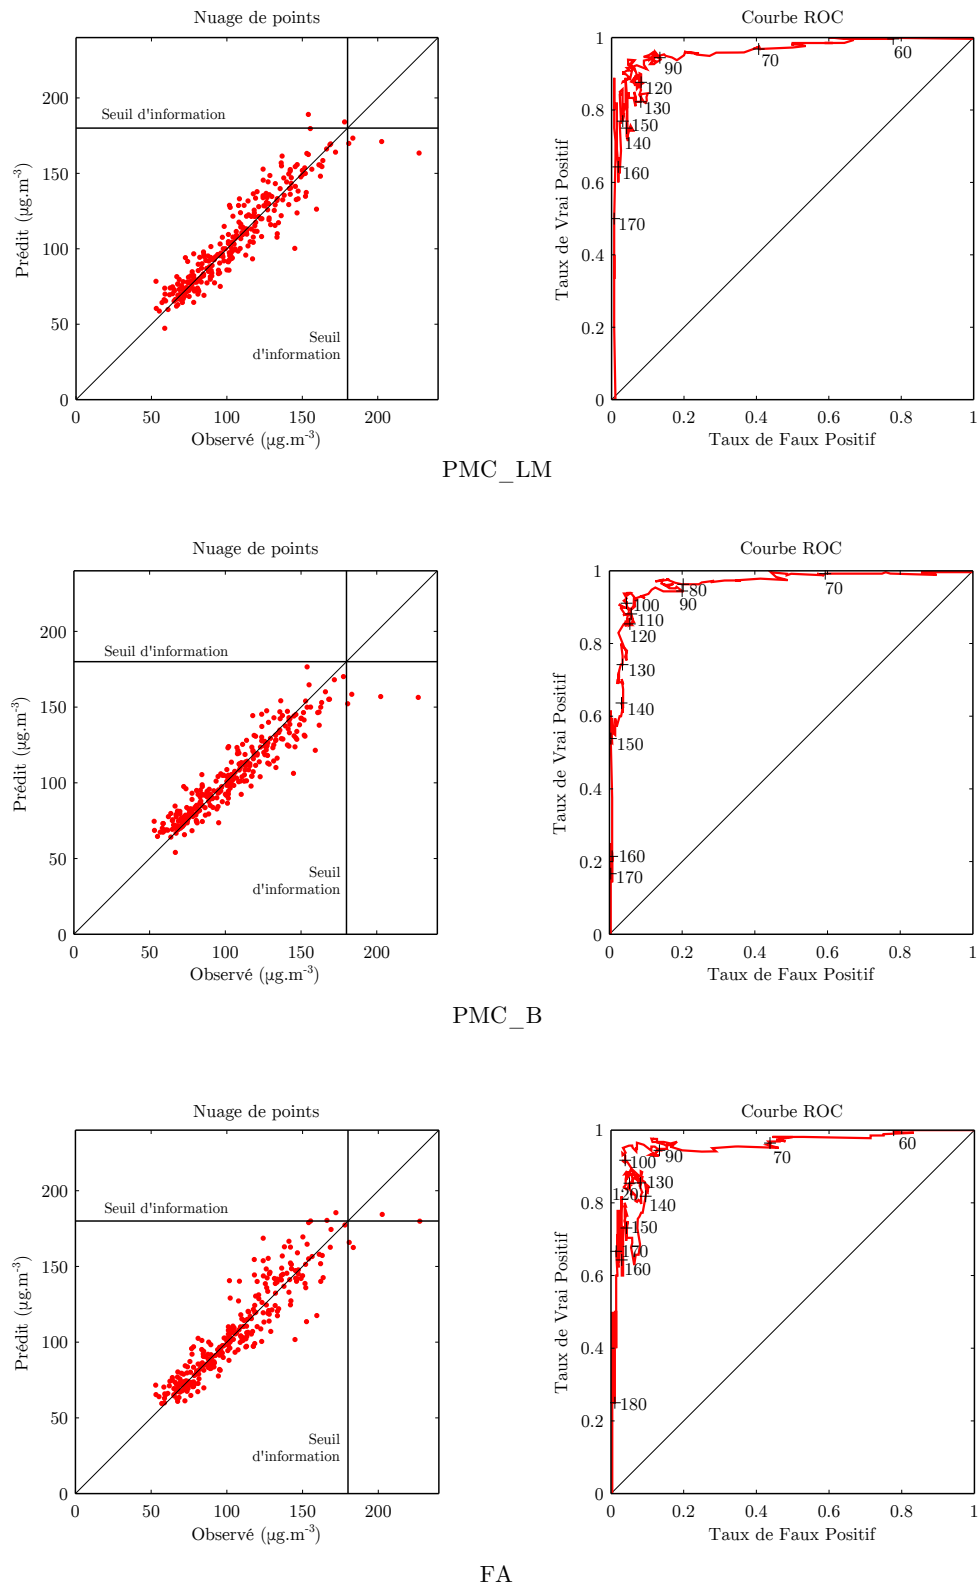 Nuage de points
Courbe ROC
Seuil d'information
Seuil
d'information
Prédit (µg.m-3)
200
150
100
50
0
0 50 100 150 200
Observé (µg.m-3)
Taux de Vrai Positif
1
0.8
0.6
0.4
0.2
0
60
70
90
120
130
150
140
160
170
0 0.2 0.4 0.6 0.8 1
Taux de Faux Positif
PMC_LM
Nuage de points
Courbe ROC
Seuil d'information
Seuil
d'information
Prédit (µg.m-3)
200
150
100
50
0
0 50 100 150 200
Observé (µg.m-3)
Taux de Vrai Positif
1
0.8
0.6
0.4
0.2
0
70
80
90
100
110
120
130
140
150
160
170
0 0.2 0.4 0.6 0.8 1
Taux de Faux Positif
PMC_B
Nuage de points
Courbe ROC
Seuil d'information
Seuil
d'information
Prédit (µg.m-3)
200
150
100
50
0
0 50 100 150 200
Observé (µg.m-3)
Taux de Vrai Positif
1
0.8
0.6
0.4
0.2
0
60
70
90
100
130
120
140
150
170
160
180
0 0.2 0.4 0.6 0.8 1
Taux de Faux Positif
FA